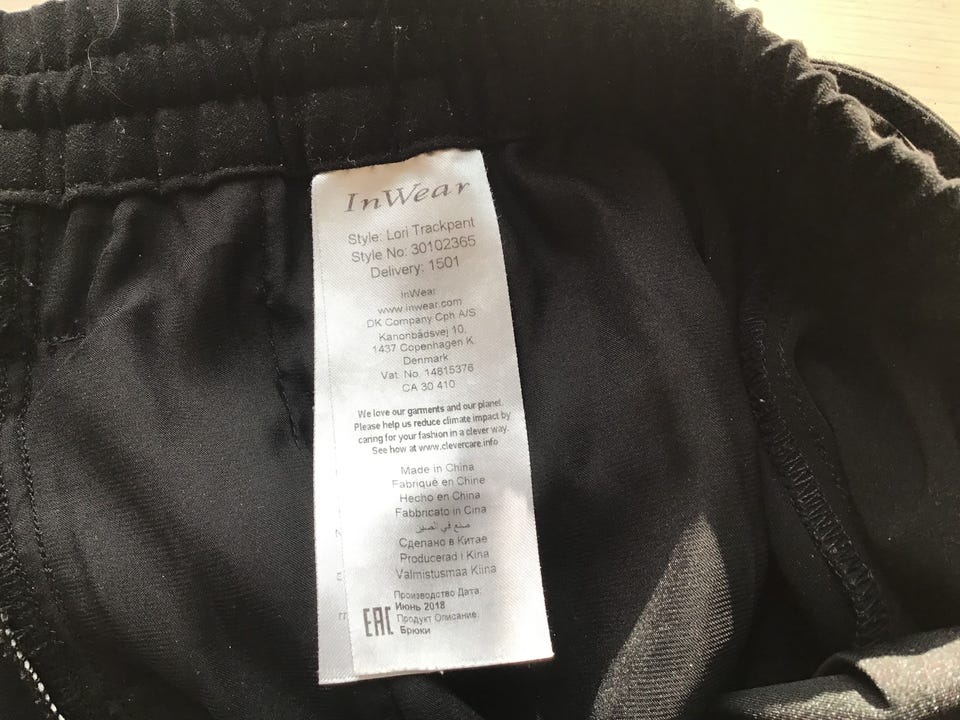 InWear
Style: Lori Trackpant
Style No: 30102365
Delivery: 1501
InWear
www.inwear.com
DK Company Cph A/S
Kanonbådsvej 10,
1437 Copenhagen K
Denmark
Vat. No. 14815376
CA 30 410
We love our garments and our planet.
Please help us reduce climate impact by
caring for your fashion in a clever way.
See how at www.clevercare.info
Made in China
Fabriqué en Chine
Hecho en China
Fabbricato in Cina
صنع في الصين
Сделано в Китае
Producerad i Kina
Valmistusmaa Kiina
Производство Дата:
Июнь 2018
EAC Продукт Описание:
Брюки